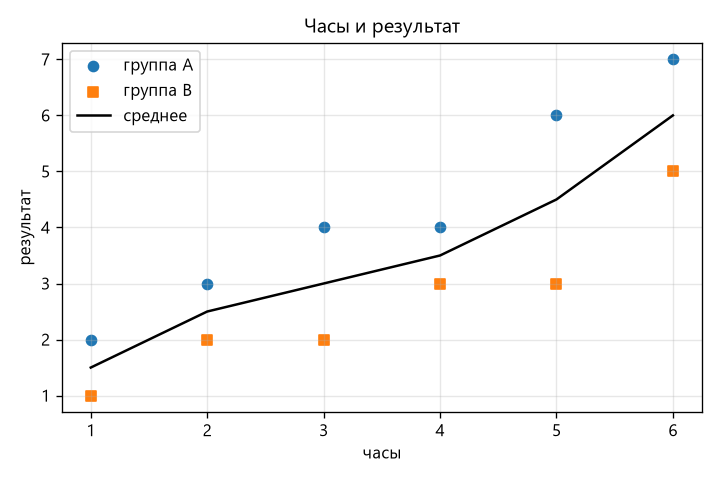 Часы и результат
группа A
группа B
среднее
7
6
5
4
3
2
1
результат
1 2 3 4 5 6
часы